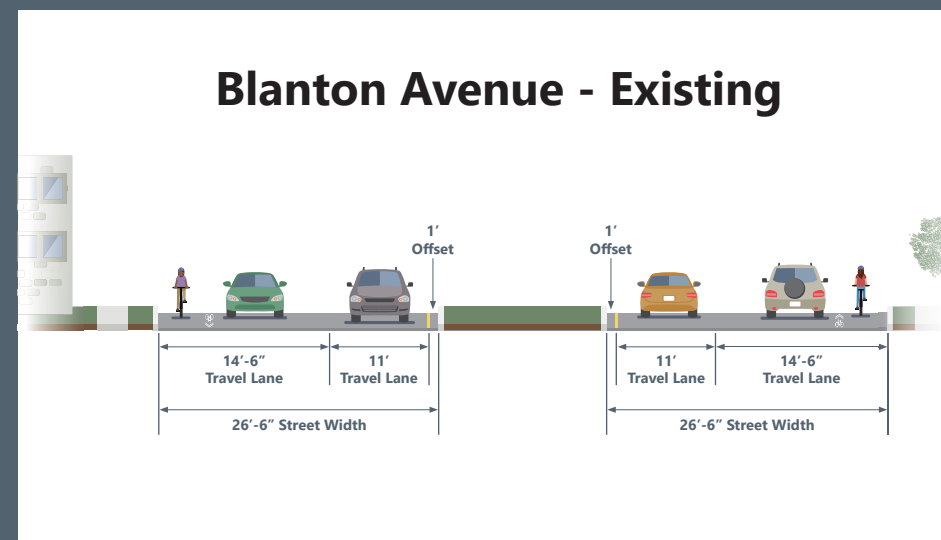 Blanton Avenue - Existing
1′
Offset
1′
Offset
14′-6″
Travel Lane
11′
Travel Lane
11′
Travel Lane
14′-6″
Travel Lane
26′-6″ Street Width
26′-6″ Street Width